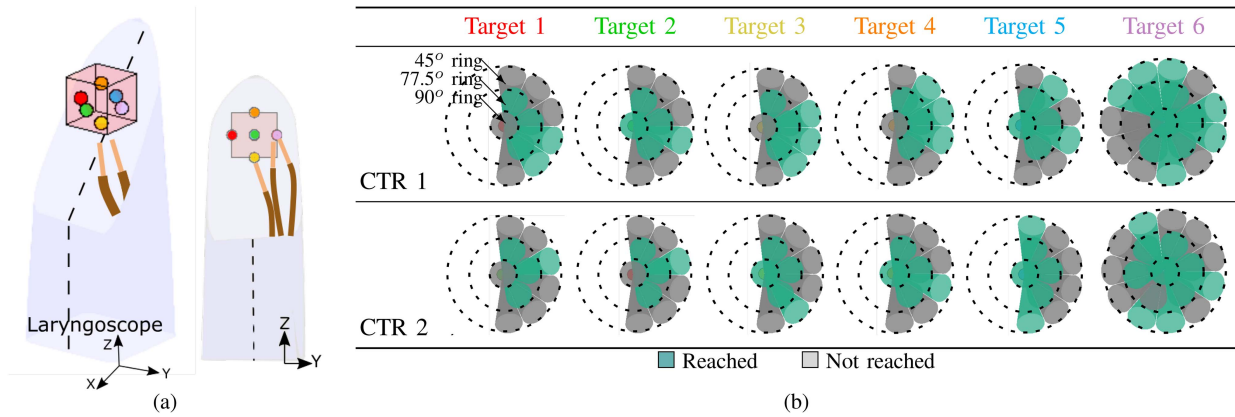 Laryngoscope
Z
X
Y
Z
Y
(a)
Target 1 Target 2 Target 3 Target 4 Target 5 Target 6
45° ring
77.5° ring
90° ring
CTR 1
CTR 2
Reached Not reached
(b)